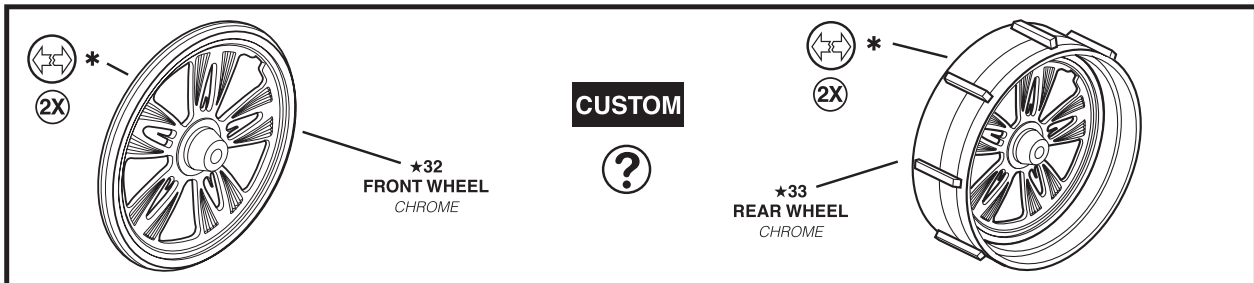 *
2X
★32
FRONT WHEEL
CHROME
CUSTOM
?
*
2X
★33
REAR WHEEL
CHROME